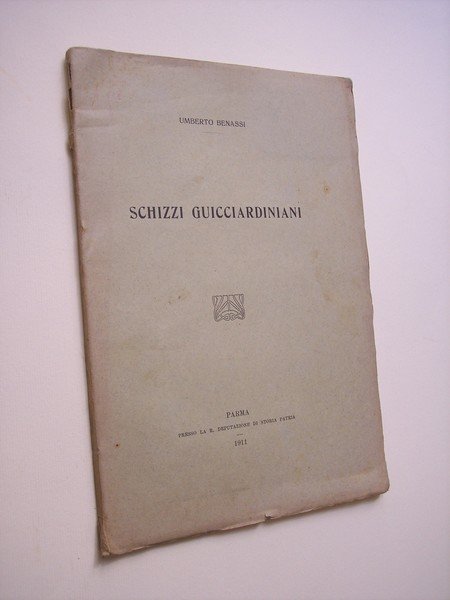 UMBERTO BENASSI
SCHIZZI GUICCIARDINIANI
PARMA
PRESSO LA R. DEPUTAZIONE DI STORIA PATRIA
1911